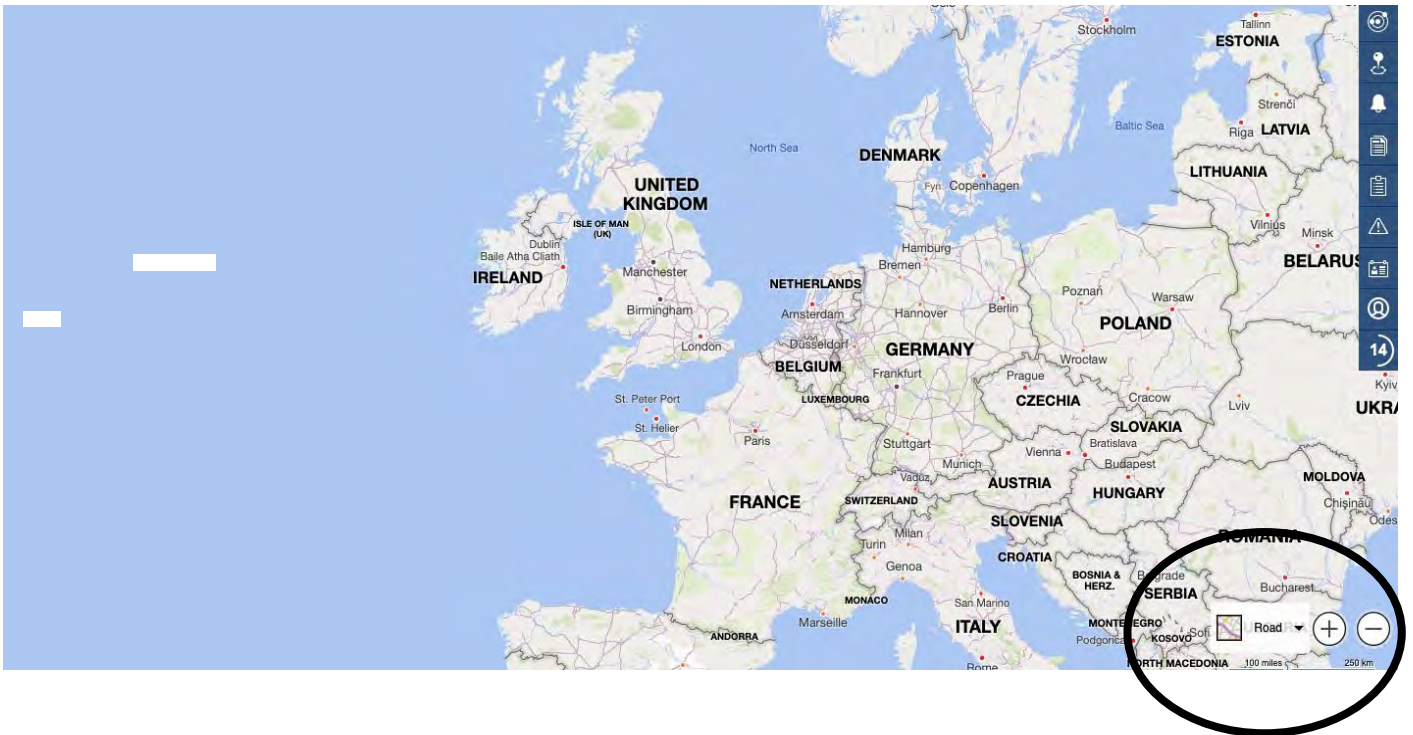 Stockholm
Tallinn
ESTONIA
Strenči
Baltic Sea
Riga
LATVIA
North Sea
DENMARK
LITHUANIA
UNITED
KINGDOM
Fyn
Copenhagen
ISLE OF MAN
(UK)
Vilnius
Minsk
Dublin
Baile Atha Cliath
Hamburg
Bremen
BELARUS
IRELAND
Manchester
NETHERLANDS
Poznań
Warsaw
Birmingham
Amsterdam
Hannover
Berlin
POLAND
London
Düsseldorf
GERMANY
14
Wrocław
BELGIUM
Frankfurt
Prague
Kyiv
St. Peter Port
LUXEMBOURG
CZECHIA
Cracow
Lviv
UKRA
St. Helier
SLOVAKIA
Paris
Stuttgart
Bratislava
Vienna
Munich
Budapest
Vaduz
MOLDOVA
AUSTRIA
HUNGARY
FRANCE
SWITZERLAND
Chișinău
Odes
SLOVENIA
Milan
ROMANIA
Turin
CROATIA
Genoa
BOSNIA &
HERZ.
Belgrade
Bucharest
SERBIA
MONACO
San Marino
Marseille
ITALY
MONTENEGRO
Road
ANDORRA
Podgorica
KOSOVO
Sofi
Rome
NORTH MACEDONIA
100 miles
250 km